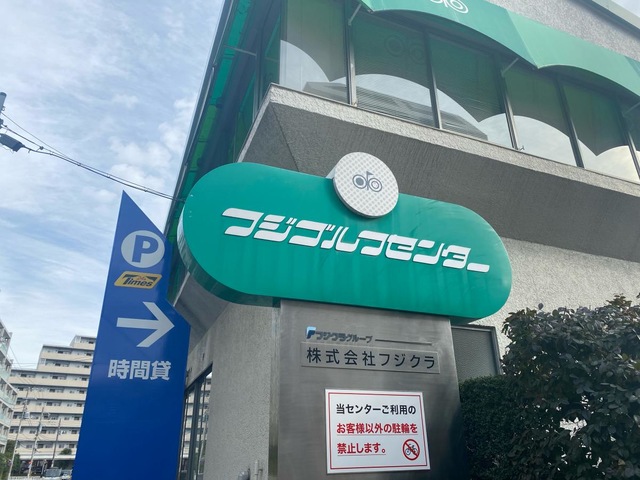 フジゴルフセンター
P
Times
時間貸
フジクラグループ
株式会社フジクラ
当センターご利用の
お客様以外の駐輪を
禁止します。